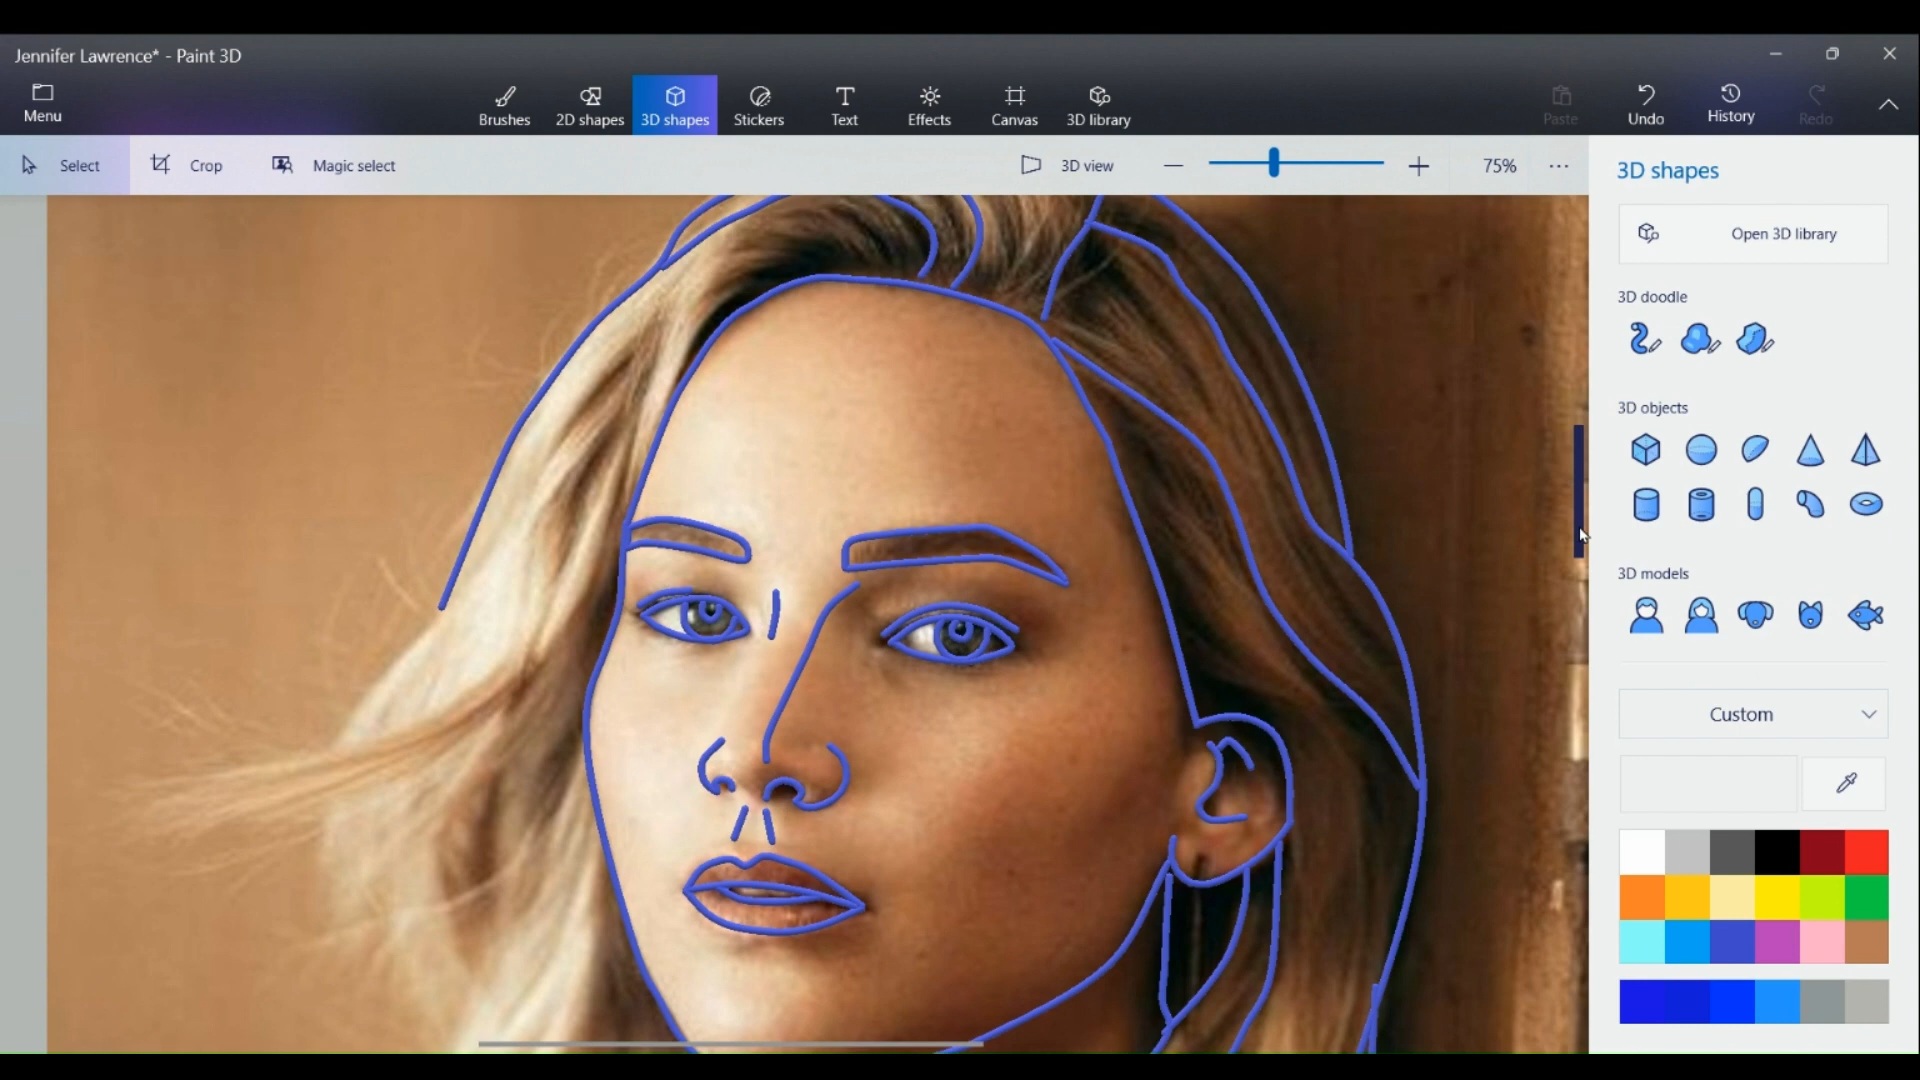 Jennifer Lawrence* - Paint 3D
Menu
Brushes
2D shapes
3D shapes
Stickers
Text
Effects
Canvas
3D library
Paste
Undo
History
Redo
Select
Crop
Magic select
3D view
75%
3D shapes
Open 3D library
3D doodle
3D objects
3D models
Custom